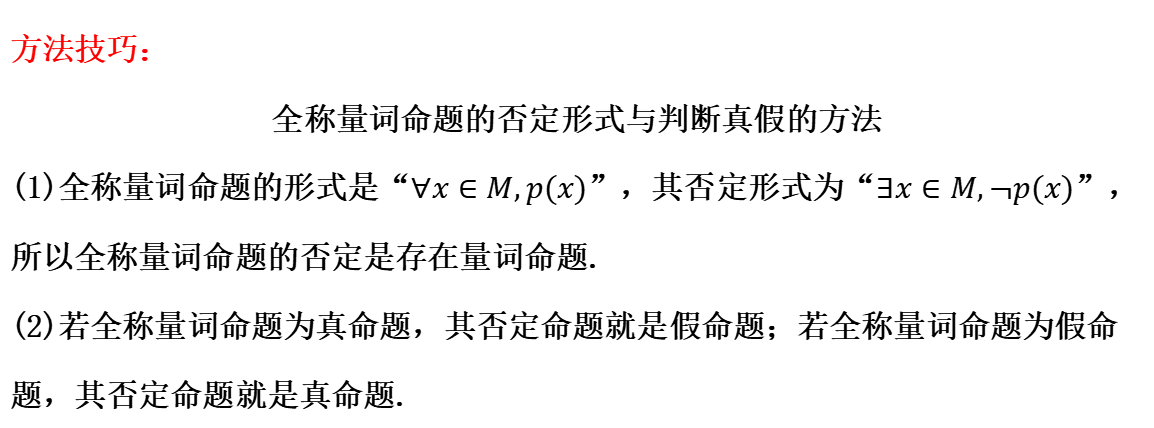 方法技巧：
全称量词命题的否定形式与判断真假的方法
(1)全称量词命题的形式是“∀x ∈ M, p(x)”，其否定形式为“∃x ∈ M, ¬p(x)”，
所以全称量词命题的否定是存在量词命题.
(2)若全称量词命题为真命题，其否定命题就是假命题；若全称量词命题为假命
题，其否定命题就是真命题.